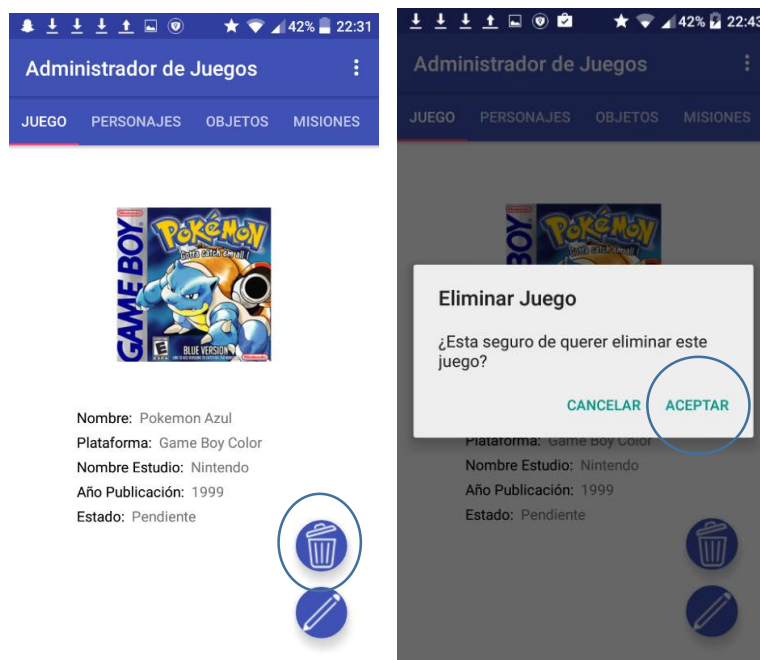 42% 22:31
Administrador de Juegos
JUEGO PERSONAJES OBJETOS MISIONES
Nintendo
GAME BOY
POKéMON
Gotta catch 'em all!
E
BLUE VERSION
Nintendo
Nombre: Pokemon Azul
Plataforma: Game Boy Color
Nombre Estudio: Nintendo
Año Publicación: 1999
Estado: Pendiente
42% 22:43
Administrador de Juegos
JUEGO PERSONAJES OBJETOS MISIONES
BOY
POKéMON
Eliminar Juego
¿Esta seguro de querer eliminar este
juego?
CANCELAR ACEPTAR
Plataforma: Game Boy Color
Nombre Estudio: Nintendo
Año Publicación: 1999
Estado: Pendiente